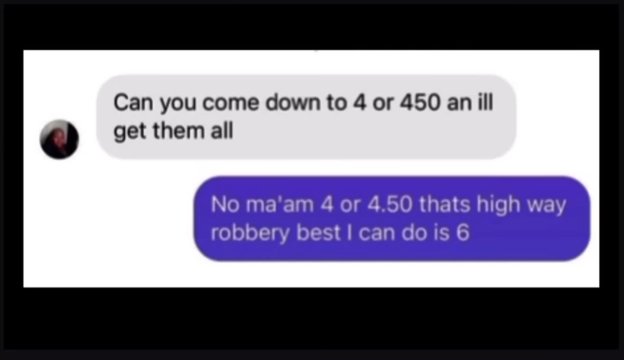 Can you come down to 4 or 450 an ill
get them all
No ma'am 4 or 4.50 thats high way
robbery best I can do is 6